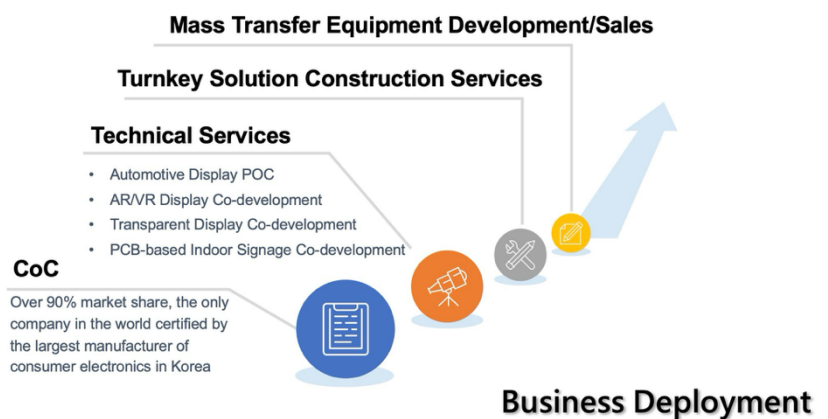 Mass Transfer Equipment Development/Sales
Turnkey Solution Construction Services
Technical Services
• Automotive Display POC
• AR/VR Display Co-development
• Transparent Display Co-development
• PCB-based Indoor Signage Co-development
CoC
Over 90% market share, the only
company in the world certified by
the largest manufacturer of
consumer electronics in Korea
Business Deployment